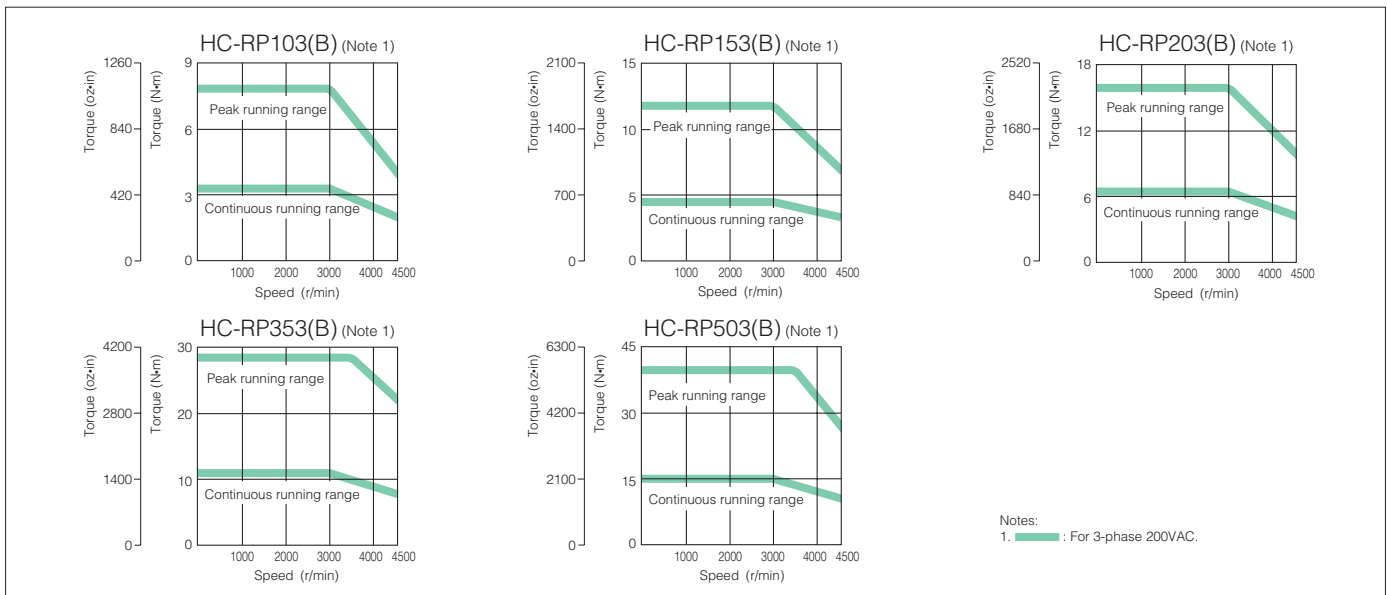 HC-RP103(B) (Note 1)
Torque (oz•in)
1260
840
420
0
Torque (N•m)
9
6
3
0
Peak running range
Continuous running range
1000 2000 3000 4000 4500
Speed (r/min)
HC-RP153(B) (Note 1)
Torque (oz•in)
2100
1400
700
0
Torque (N•m)
15
10
5
0
Peak running range
Continuous running range
1000 2000 3000 4000 4500
Speed (r/min)
HC-RP203(B) (Note 1)
Torque (oz•in)
2520
1680
840
0
Torque (N•m)
18
12
6
0
Peak running range
Continuous running range
1000 2000 3000 4000 4500
Speed (r/min)
HC-RP353(B) (Note 1)
Torque (oz•in)
4200
2800
1400
0
Torque (N•m)
30
20
10
0
Peak running range
Continuous running range
1000 2000 3000 4000 4500
Speed (r/min)
HC-RP503(B) (Note 1)
Torque (oz•in)
6300
4200
2100
0
Torque (N•m)
45
30
15
0
Peak running range
Continuous running range
1000 2000 3000 4000 4500
Speed (r/min)
Notes:
1. : For 3-phase 200VAC.